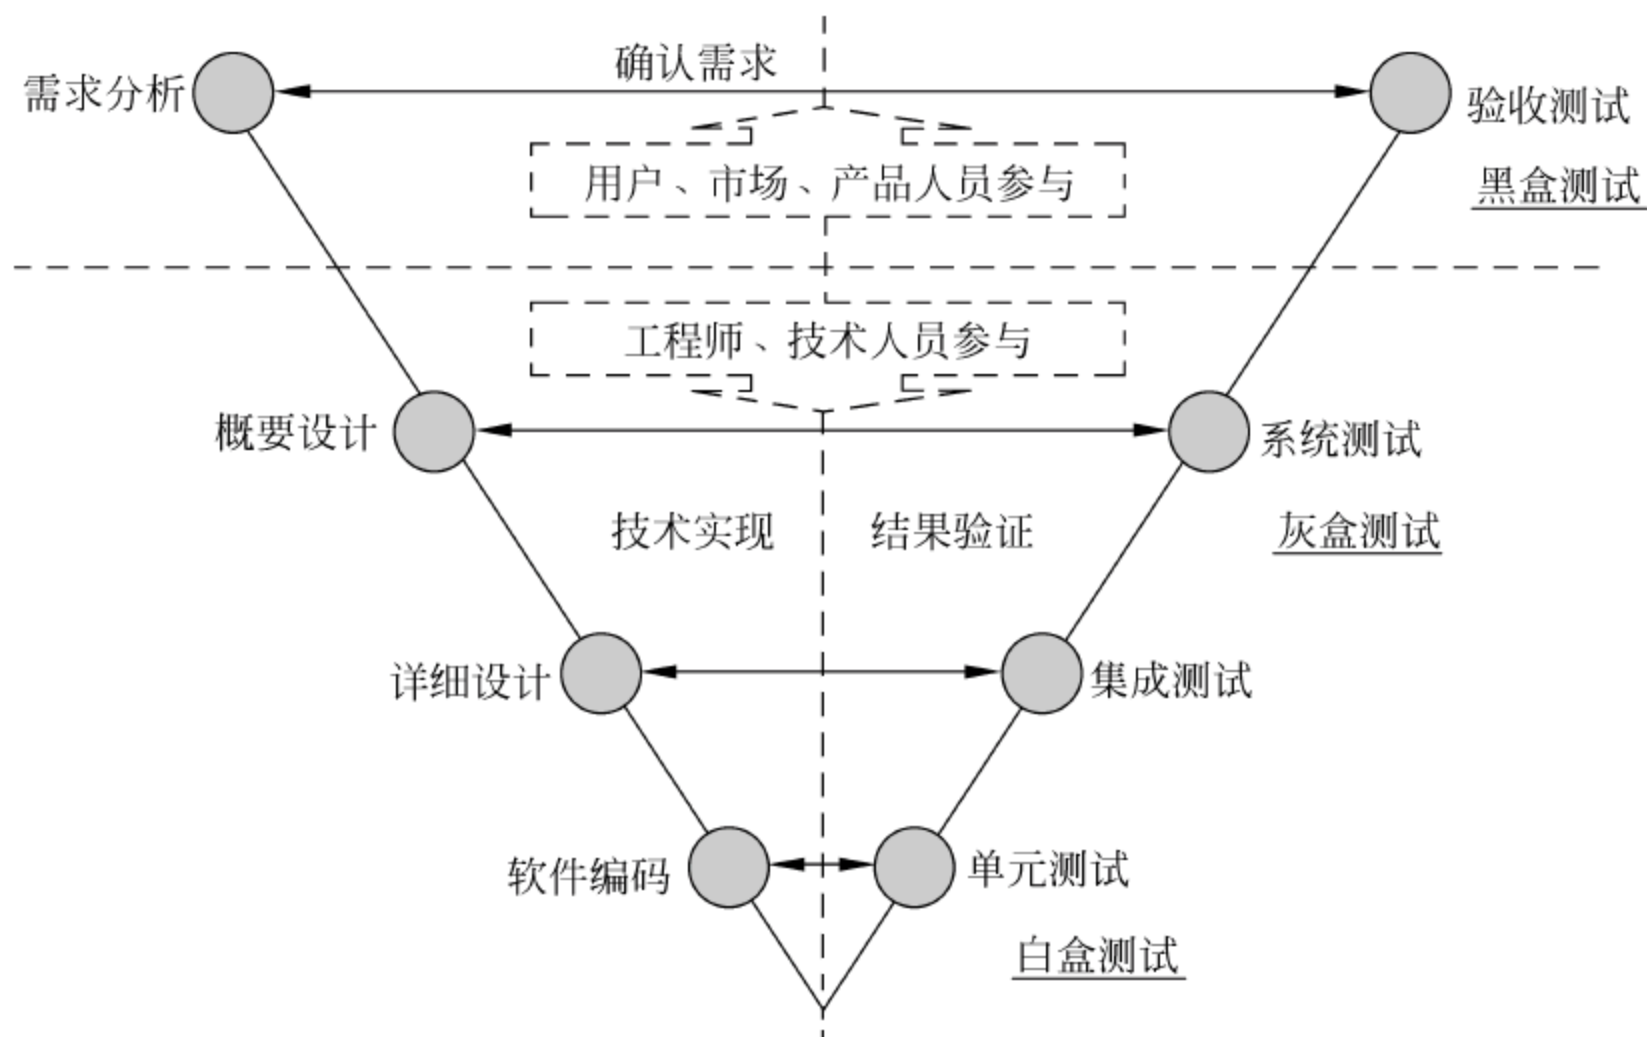 确认需求
需求分析
验收测试
用户、市场、产品人员参与
黑盒测试
工程师、技术人员参与
概要设计
系统测试
技术实现
结果验证
灰盒测试
详细设计
集成测试
软件编码
单元测试
白盒测试